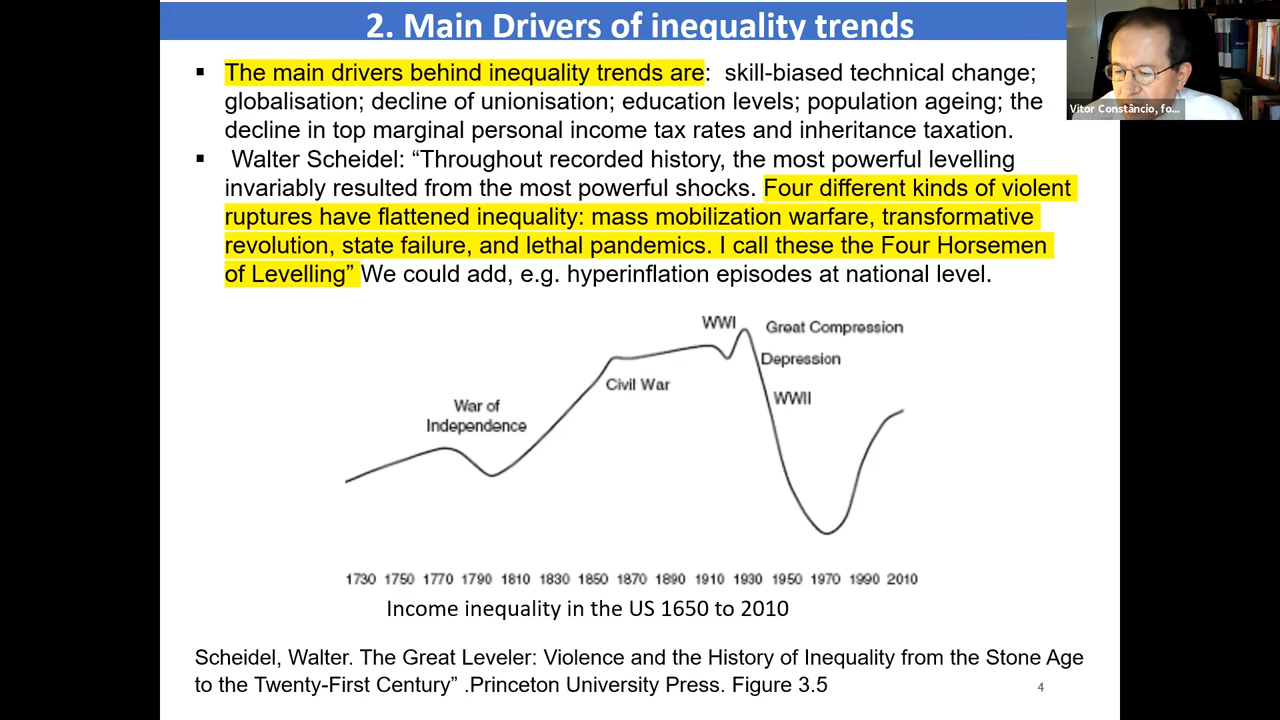 2. Main Drivers of inequality trends
Vítor Constâncio, fo...
▪ The main drivers behind inequality trends are: skill-biased technical change;
globalisation; decline of unionisation; education levels; population ageing; the
decline in top marginal personal income tax rates and inheritance taxation.
▪ Walter Scheidel: “Throughout recorded history, the most powerful levelling
invariably resulted from the most powerful shocks. Four different kinds of violent
ruptures have flattened inequality: mass mobilization warfare, transformative
revolution, state failure, and lethal pandemics. I call these the Four Horsemen
of Levelling” We could add, e.g. hyperinflation episodes at national level.
WWI
Great Compression
Depression
Civil War
WWII
War of
Independence
1730 1750 1770 1790 1810 1830 1850 1870 1890 1910 1930 1950 1970 1990 2010
Income inequality in the US 1650 to 2010
Scheidel, Walter. The Great Leveler: Violence and the History of Inequality from the Stone Age
to the Twenty-First Century” .Princeton University Press. Figure 3.5
4